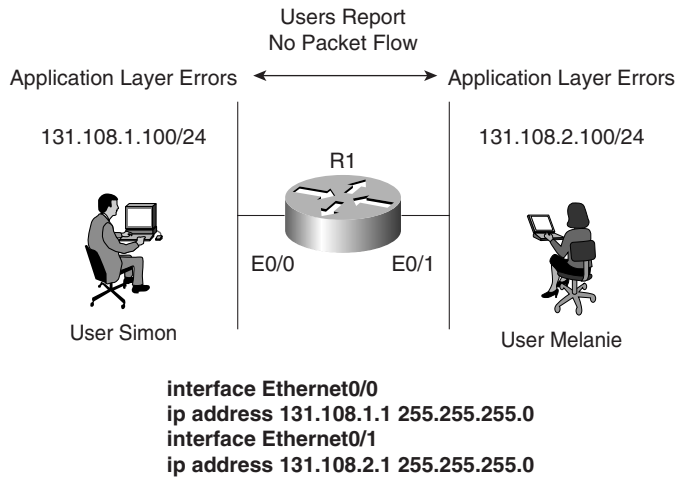 Users Report
No Packet Flow
Application Layer Errors
Application Layer Errors
131.108.1.100/24
131.108.2.100/24
R1
E0/0
E0/1
User Simon
User Melanie
interface Ethernet0/0
ip address 131.108.1.1 255.255.255.0
interface Ethernet0/1
ip address 131.108.2.1 255.255.255.0